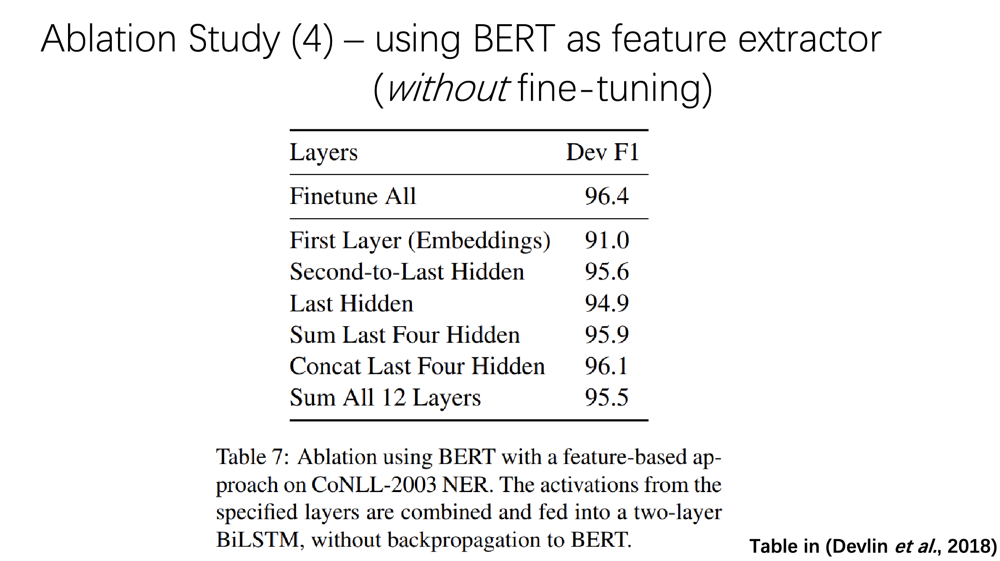 Ablation Study (4) – using BERT as feature extractor
(without fine-tuning)
Layers Dev F1
Finetune All 96.4
First Layer (Embeddings) 91.0
Second-to-Last Hidden 95.6
Last Hidden 94.9
Sum Last Four Hidden 95.9
Concat Last Four Hidden 96.1
Sum All 12 Layers 95.5
Table 7: Ablation using BERT with a feature-based ap-
proach on CoNLL-2003 NER. The activations from the
specified layers are combined and fed into a two-layer
BiLSTM, without backpropagation to BERT.
Table in (Devlin et al., 2018)